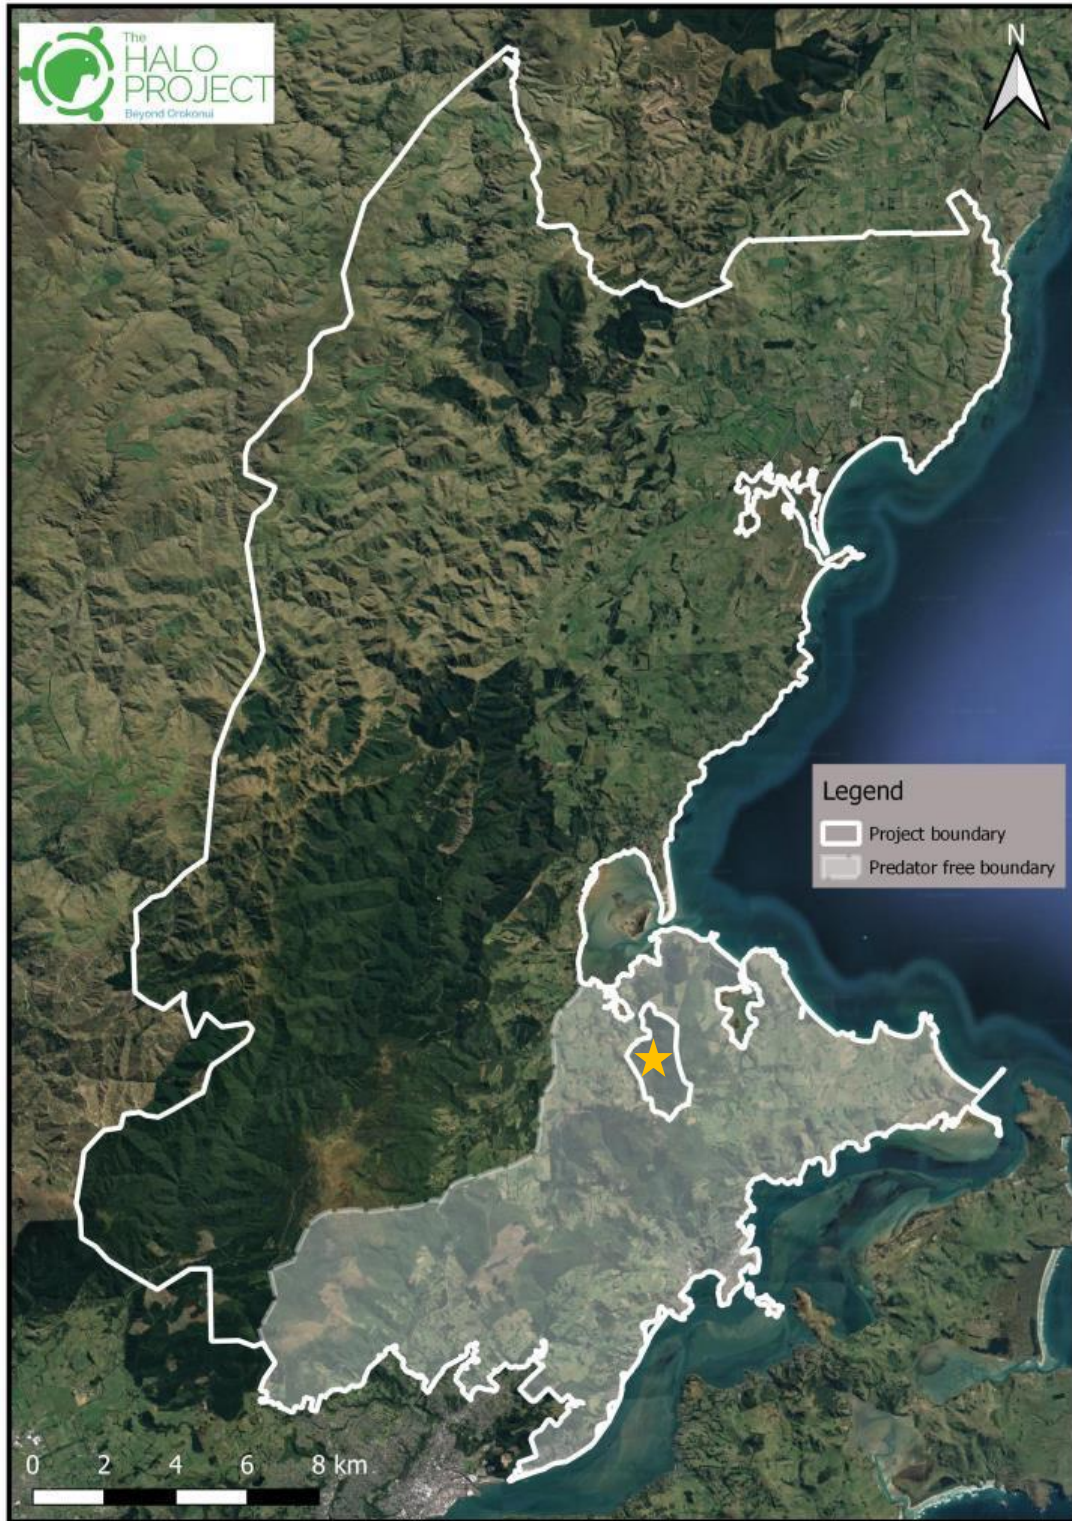 The
HALO
PROJECT
Beyond Orokonui
N
Legend
Project boundary
Predator free boundary
0 2 4 6 8 km